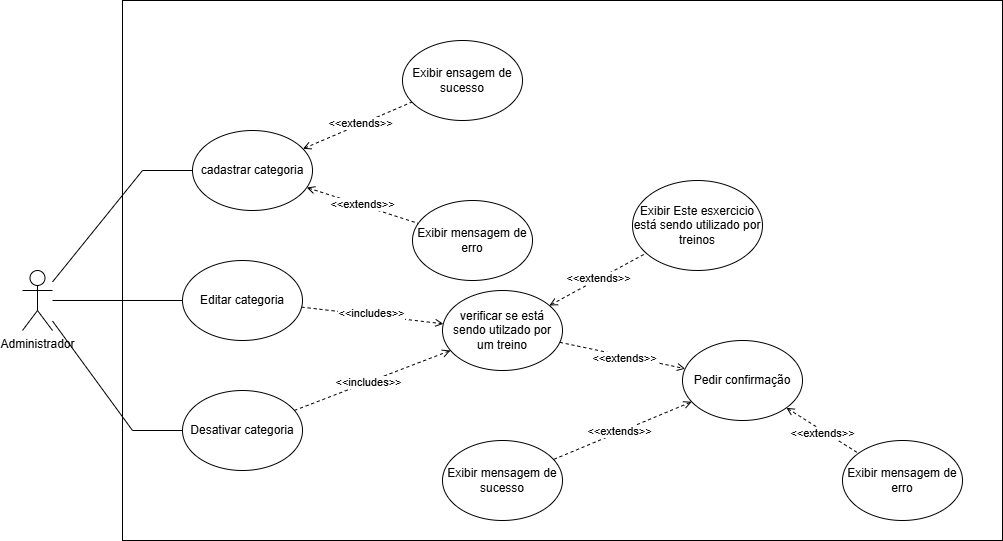 Exibir ensagem de
sucesso
<<extends>>
cadastrar categoria
<<extends>>
Exibir mensagem de
erro
Exibir Este esxercicio
está sendo utilizado por
treinos
<<extends>>
Administrador
Editar categoria
<<includes>>
verificar se está
sendo utilzado por
um treino
<<extends>>
Pedir confirmação
<<includes>>
Desativar categoria
<<extends>>
<<extends>>
Exibir mensagem de
sucesso
Exibir mensagem de
erro